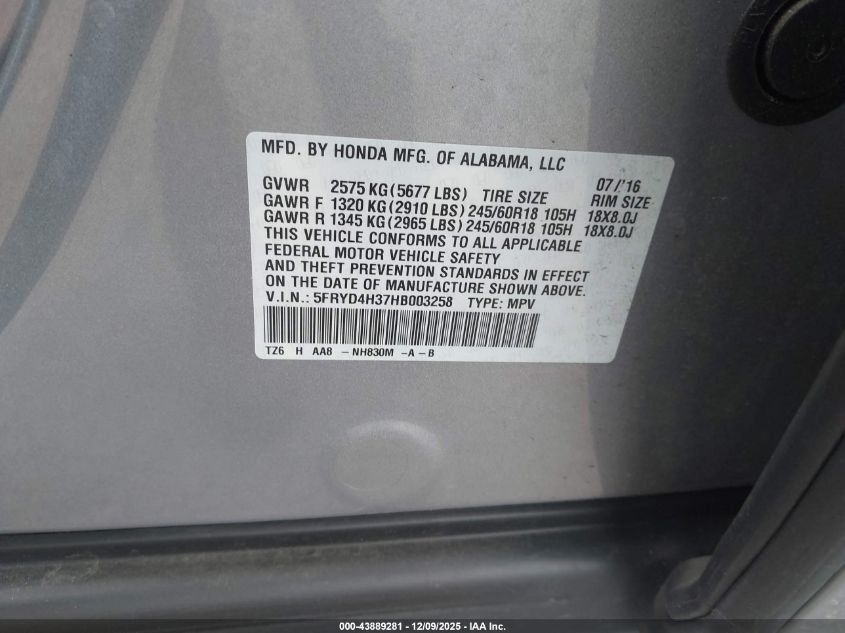 MFD. BY HONDA MFG. OF ALABAMA, LLC
GVWR 2575 KG (5677 LBS) TIRE SIZE 07/'16 RIM SIZE
GAWR F 1320 KG (2910 LBS) 245/60R18 105H 18X8.0J
GAWR R 1345 KG (2965 LBS) 245/60R18 105H 18X8.0J
THIS VEHICLE CONFORMS TO ALL APPLICABLE
FEDERAL MOTOR VEHICLE SAFETY
AND THEFT PREVENTION STANDARDS IN EFFECT
ON THE DATE OF MANUFACTURE SHOWN ABOVE.
V.I.N.: 5FRYD4H37HB003258 TYPE: MPV
TZ6 H AA8 -NH830M -A -B
000-43889281 - 12/09/2025 - IAA Inc.